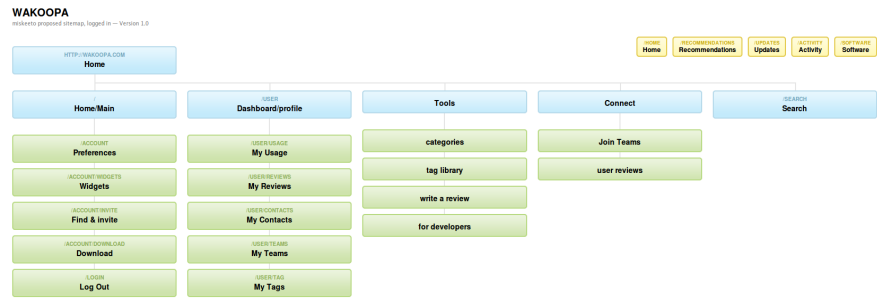 WAKOOPA
miskeeto proposed sitemap, logged in — Version 1.0
/HOME
Home
/RECOMMENDATIONS
Recommendations
/UPDATES
Updates
/ACTIVITY
Activity
/SOFTWARE
Software
HTTP://WAKOOPA.COM
Home
/
Home/Main
/USER
Dashboard/profile
Tools
Connect
/SEARCH
Search
/ACCOUNT
Preferences
/ACCOUNT/WIDGETS
Widgets
/ACCOUNT/INVITE
Find & invite
/ACCOUNT/DOWNLOAD
Download
/LOGIN
Log Out
/USER/USAGE
My Usage
/USER/REVIEWS
My Reviews
/USER/CONTACTS
My Contacts
/USER/TEAMS
My Teams
/USER/TAG
My Tags
categories
tag library
write a review
for developers
Join Teams
user reviews